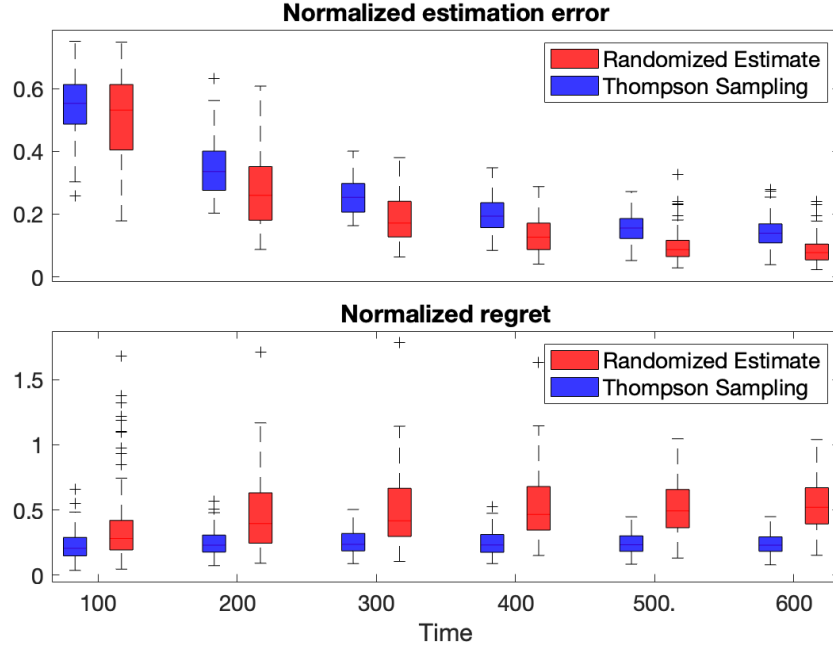 Normalized estimation error
Randomized Estimate
Thompson Sampling
0.6
0.4
0.2
0
Normalized regret
Randomized Estimate
Thompson Sampling
1.5
1
0.5
0
100 200 300 400 500. 600
Time